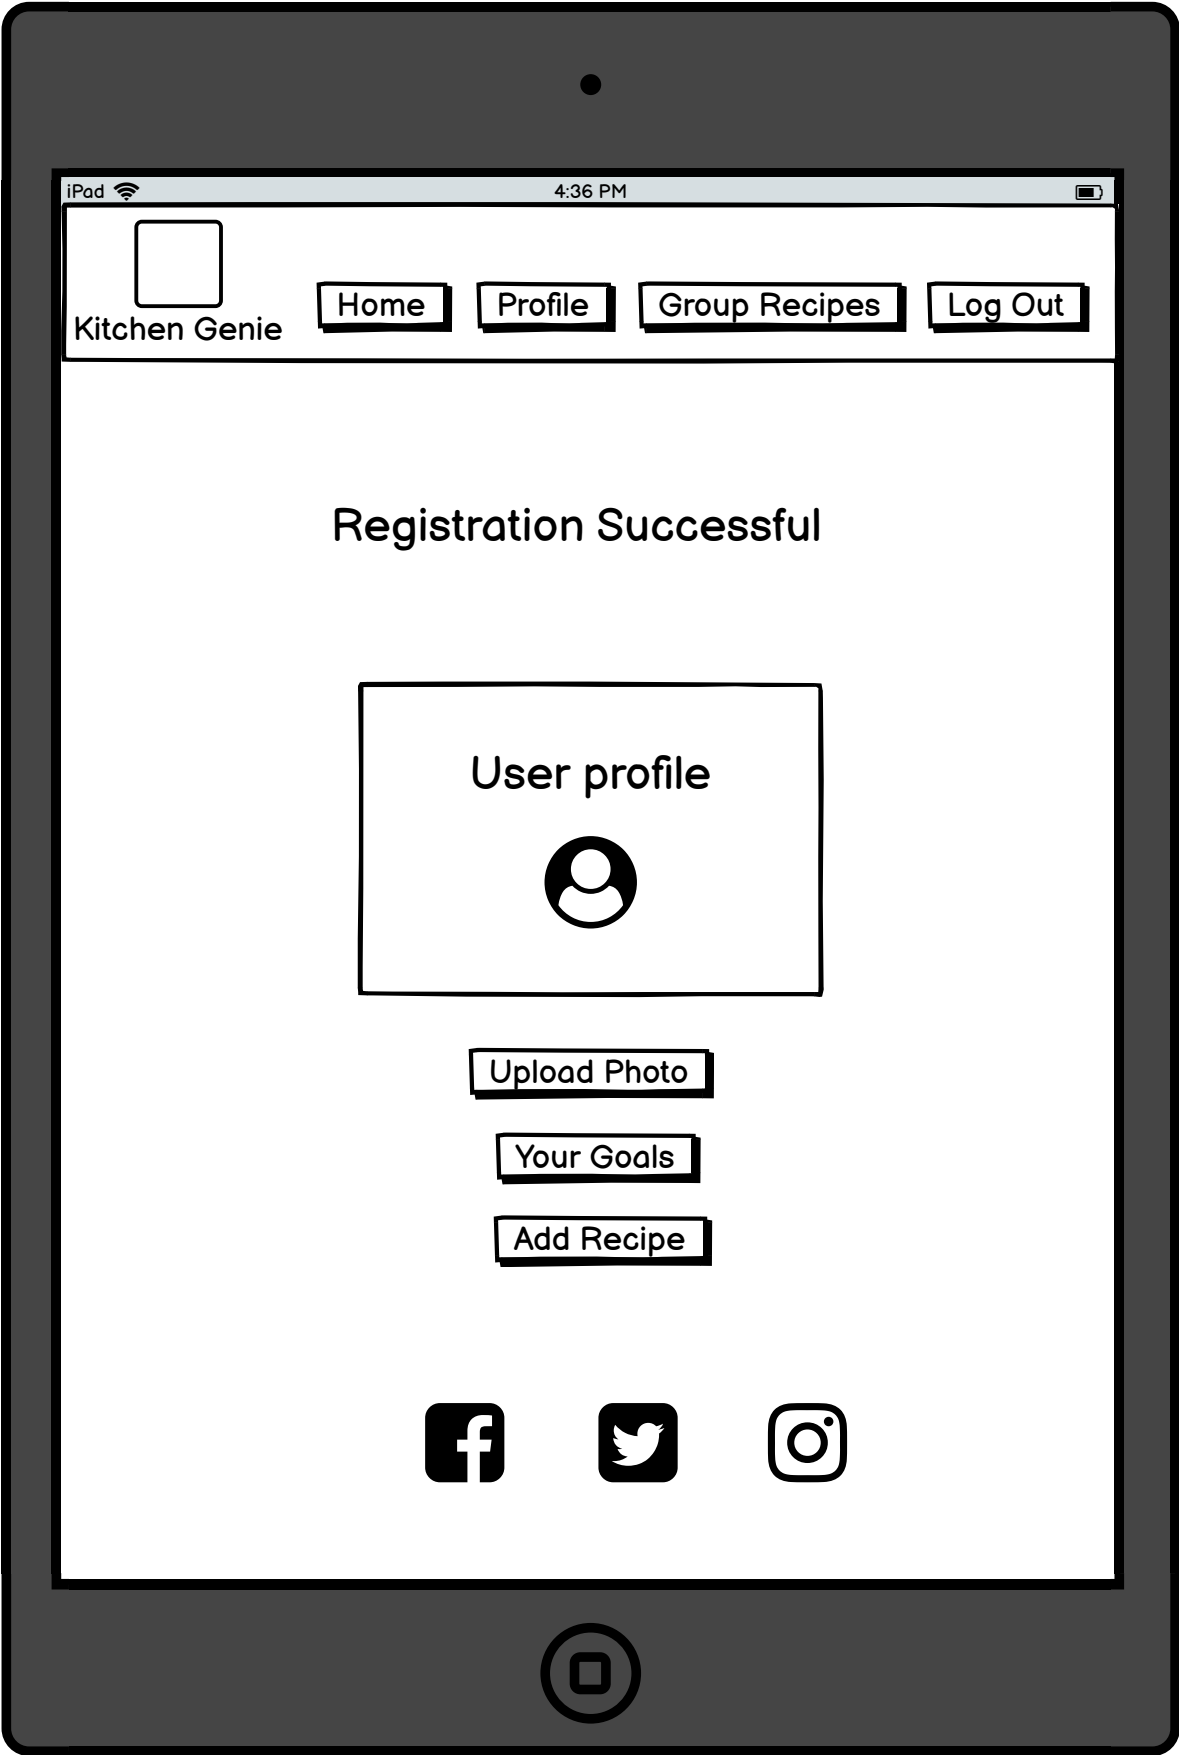 iPad 4:36 PM
Kitchen Genie Home Profile Group Recipes Log Out
Registration Successful
User profile
Upload Photo
Your Goals
Add Recipe